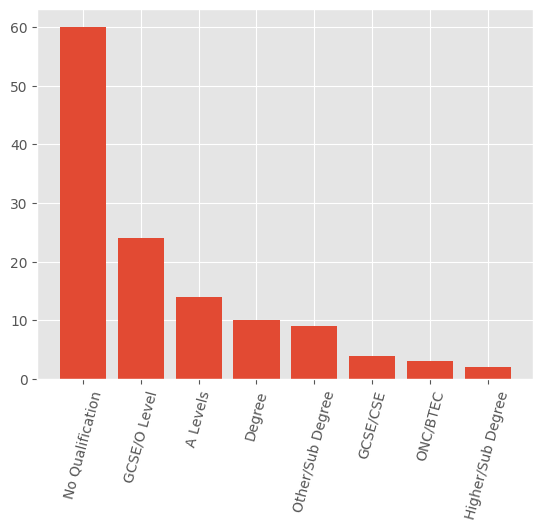 60
50
40
30
20
10
0
No Qualification
GCSE/O Level
A Levels
Degree
Other/Sub Degree
GCSE/CSE
ONC/BTEC
Higher/Sub Degree